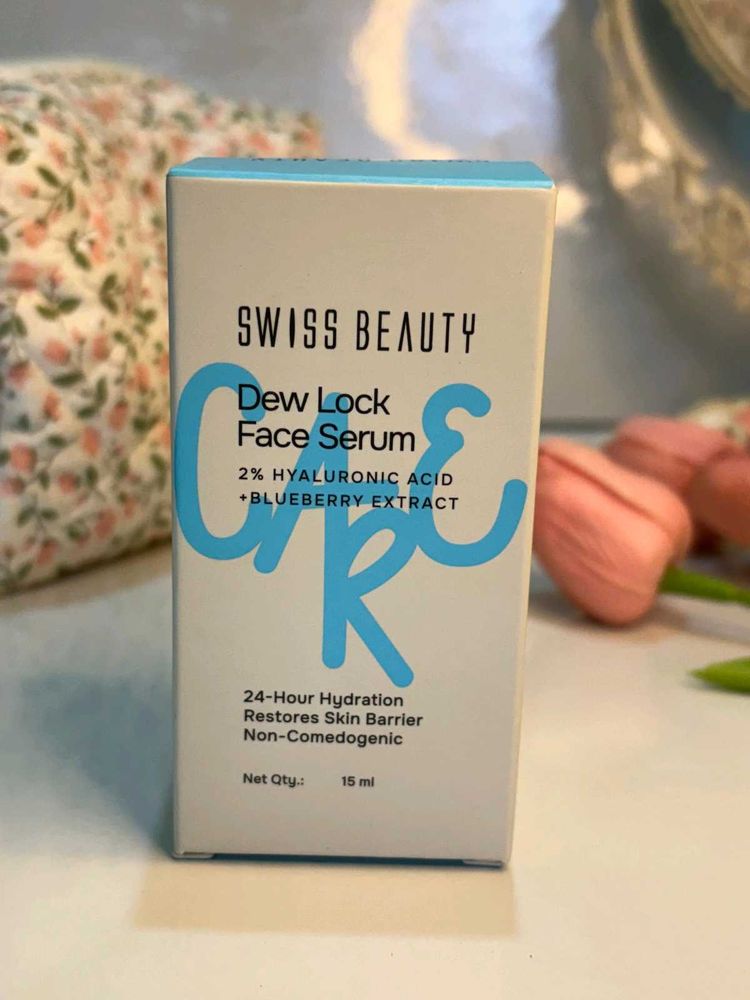 SWISS BEAUTY
CARE
Dew Lock
Face Serum
2% HYALURONIC ACID
+BLUEBERRY EXTRACT
24-Hour Hydration
Restores Skin Barrier
Non-Comedogenic
Net Qty.: 15 ml